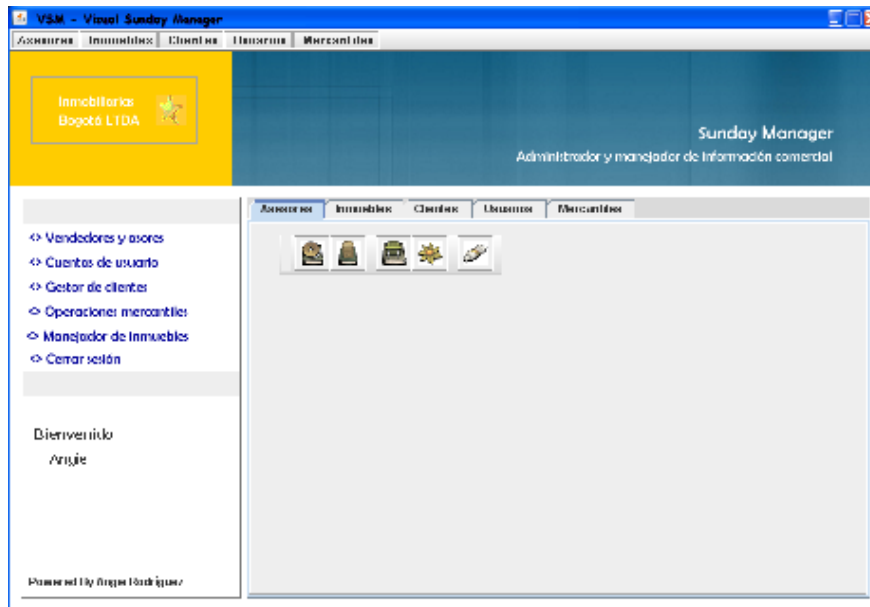 VSM - Visual Sunday Manager
Asesores Inmuebles Clientes Usuarios Mercantiles
Inmobiliarias
Bogotá LTDA
Sunday Manager
Administrador y manejador de información comercial
Asesores Inmuebles Clientes Usuarios Mercantiles
<> Vendedores y asores
<> Cuentas de usuario
<> Gestor de clientes
<> Operaciones mercantiles
<> Manejador de inmuebles
<> Cerrar sesión
Bienvenido
Angie
Powered By Angie Rodríguez